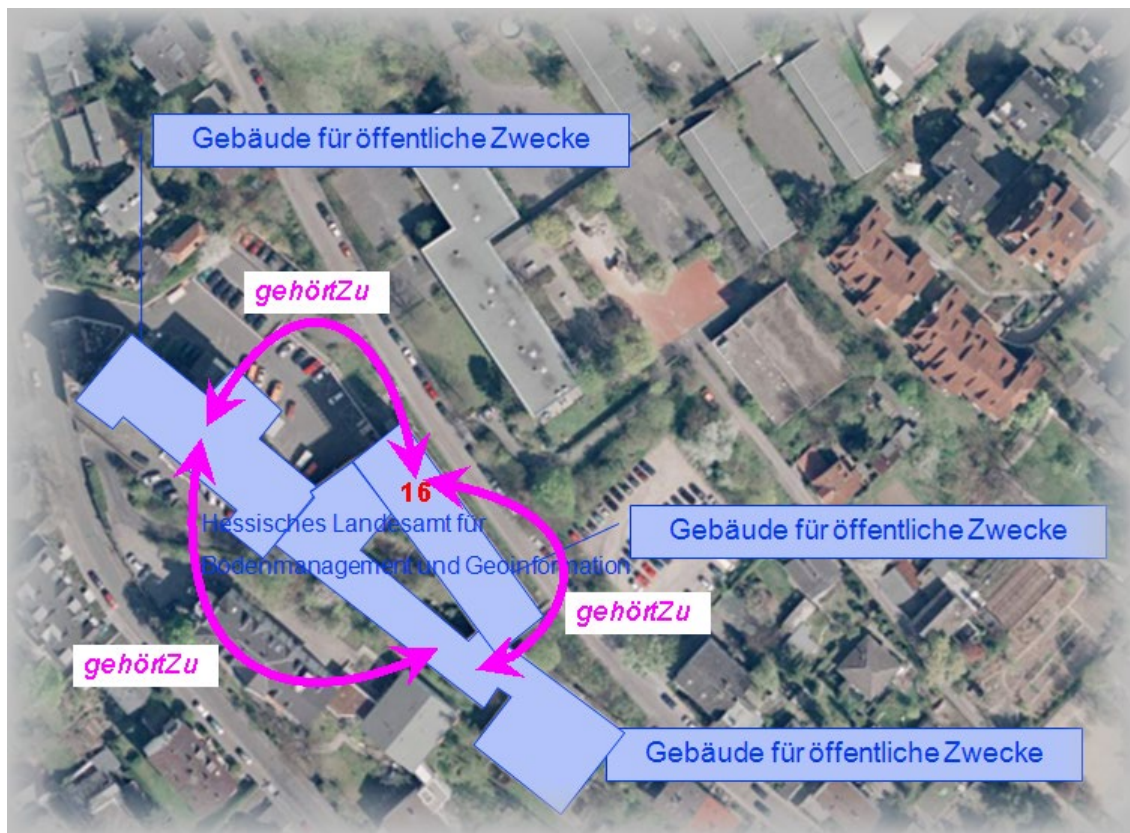 Gebäude für öffentliche Zwecke
gehörtZu
16
Hessisches Landesamt für
Bodenmanagement und Geoinformation
Gebäude für öffentliche Zwecke
gehörtZu
gehörtZu
Gebäude für öffentliche Zwecke